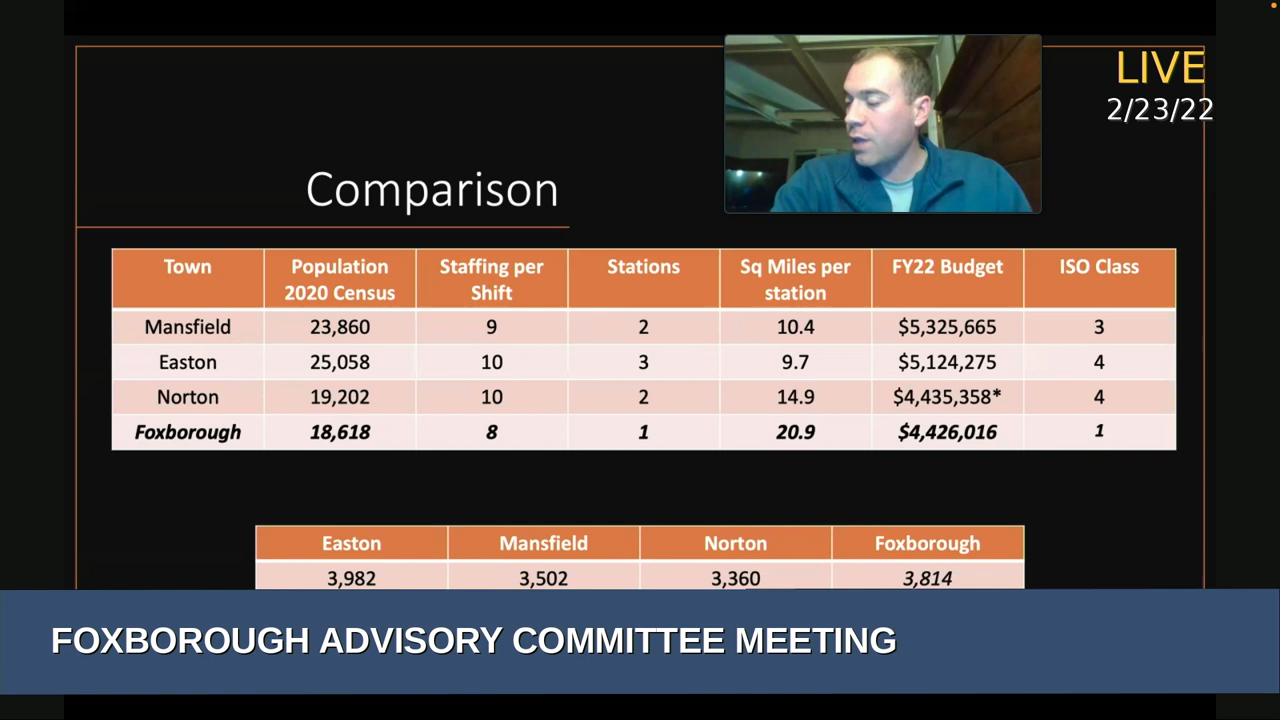 LIVE
2/23/22
Comparison
Town Population 2020 Census Staffing per Shift Stations Sq Miles per station FY22 Budget ISO Class
Mansfield 23,860 9 2 10.4 $5,325,665 3
Easton 25,058 10 3 9.7 $5,124,275 4
Norton 19,202 10 2 14.9 $4,435,358* 4
Foxborough 18,618 8 1 20.9 $4,426,016 1
Easton Mansfield Norton Foxborough
3,982 3,502 3,360 3,814
FOXBOROUGH ADVISORY COMMITTEE MEETING